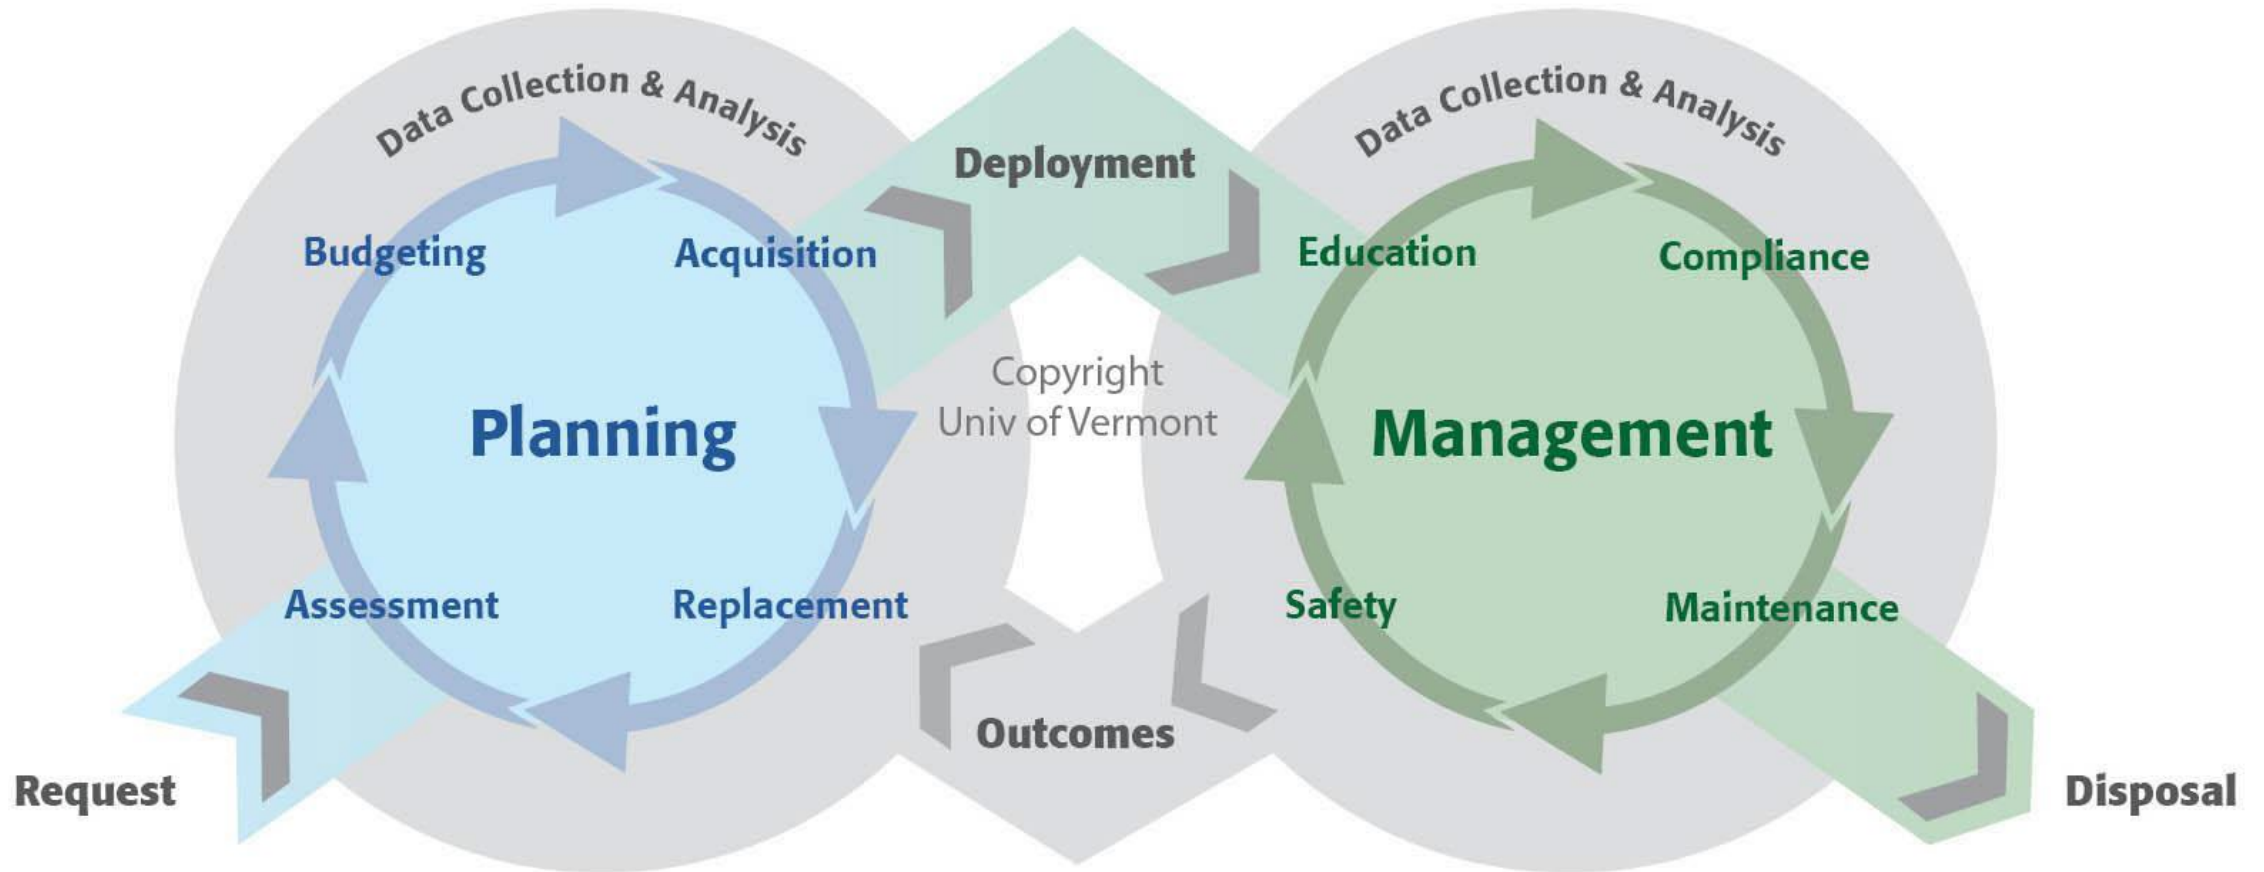 Data Collection & Analysis
Data Collection & Analysis
Deployment
Budgeting
Acquisition
Education
Compliance
Copyright
Univ of Vermont
Planning
Management
Assessment
Replacement
Safety
Maintenance
Outcomes
Request
Disposal